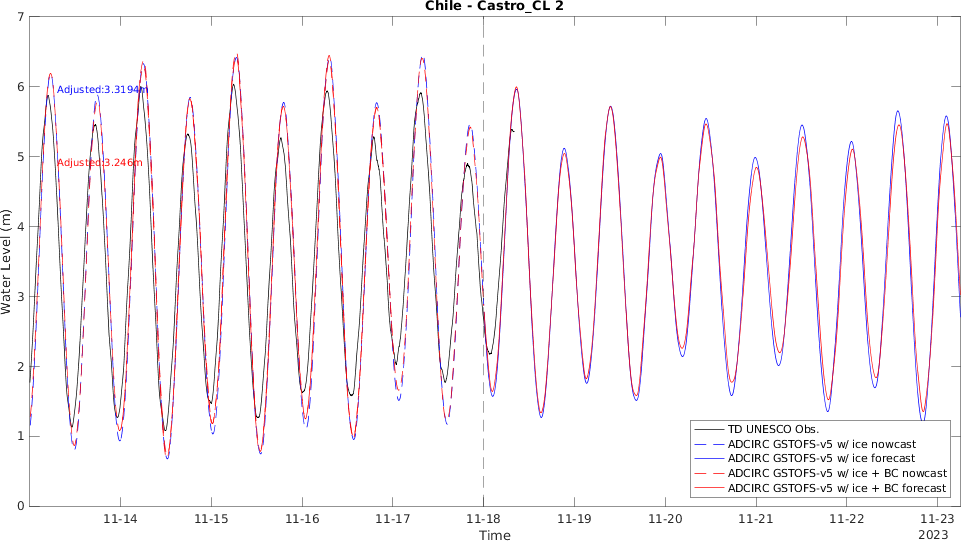 Chile - Castro_CL 2
Water Level (m)
7
6
5
4
3
2
1
0
Adjusted:3.3194m
Adjusted:3.246m
TD UNESCO Obs.
ADCIRC GSTOFS-v5 w/ ice nowcast
ADCIRC GSTOFS-v5 w/ ice forecast
ADCIRC GSTOFS-v5 w/ ice + BC nowcast
ADCIRC GSTOFS-v5 w/ ice + BC forecast
11-14 11-15 11-16 11-17 11-18 11-19 11-20 11-21 11-22 11-23
2023
Time